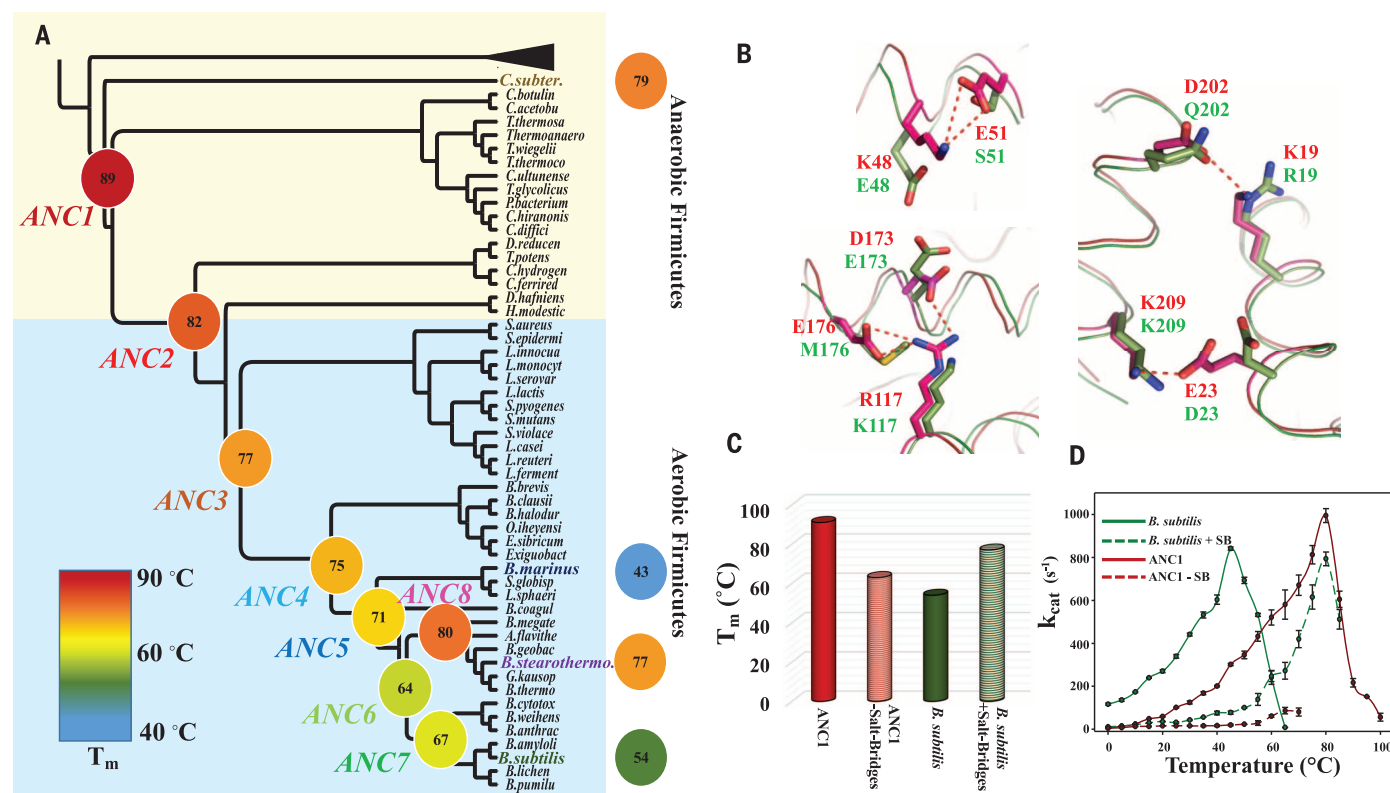 A
C.subter.
C.botulin
C.acetobu
T.thermosa
Thermoanaero
T.wiegelii
T.thermoco
C.ultunense
T.glycolicus
P.bacterium
C.hiranonis
C.diffici
D.reducen
T.potens
C.hydrogen
C.ferrired
D.hafniens
H.modestic
S.aureus
S.epidermi
L.innocua
L.monocyt
L.serovar
L.lactis
S.pyogenes
S.mutans
S.violace
L.casei
L.reuteri
L.ferment
B.brevis
B.clausii
B.halodur
O.iheyensi
E.sibricum
Exiguobact
B.marinus
S.globisp
L.sphaeri
B.coagul
B.megate
A.flavithe
B.geobac
B.stearothermo.
G.kausop
B.thermo
B.cytotox
B.weihens
B.anthrac
B.amyloli
B.subtilis
B.lichen
B.pumilu
89
ANC1
82
ANC2
77
ANC3
75
ANC4
71
ANC5
ANC8
80
64
ANC6
67
ANC7
90 °C
60 °C
40 °C
Tm
79
43
77
54
Anaerobic Firmicutes
Aerobic Firmicutes
B
K48
E48
E51
S51
D173
E173
E176
M176
R117
K117
D202
Q202
K19
R19
K209
K209
E23
D23
C
Tm (°C)
100
80
60
40
20
0
ANC1
ANC1
-Salt-Bridges
B. subtilis
B. subtilis
+Salt-Bridges
D
kcat (s-1)
1000
800
600
400
200
0
B. subtilis
B. subtilis + SB
ANC1
ANC1 - SB
0 20 40 60 80 100
Temperature (°C)